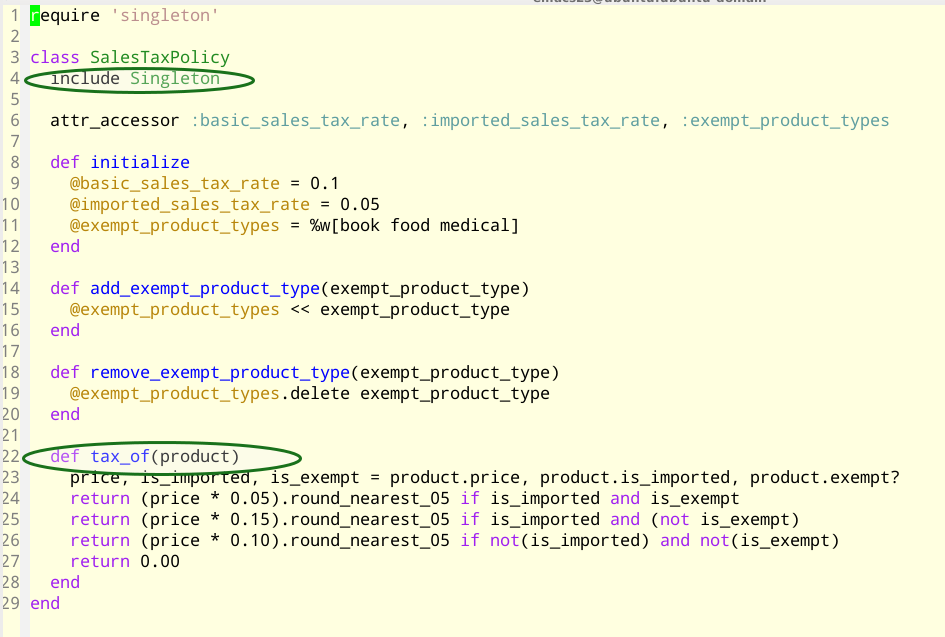 emacs25@ubuntu.ubuntu-domain
1 require 'singleton'
2
3 class SalesTaxPolicy
4 include Singleton
5
6 attr_accessor :basic_sales_tax_rate, :imported_sales_tax_rate, :exempt_product_types
7
8 def initialize
9 @basic_sales_tax_rate = 0.1
10 @imported_sales_tax_rate = 0.05
11 @exempt_product_types = %w[book food medical]
12 end
13
14 def add_exempt_product_type(exempt_product_type)
15 @exempt_product_types << exempt_product_type
16 end
17
18 def remove_exempt_product_type(exempt_product_type)
19 @exempt_product_types.delete exempt_product_type
20 end
21
22 def tax_of(product)
23 price, is_imported, is_exempt = product.price, product.is_imported, product.exempt?
24 return (price * 0.05).round_nearest_05 if is_imported and is_exempt
25 return (price * 0.15).round_nearest_05 if is_imported and (not is_exempt)
26 return (price * 0.10).round_nearest_05 if not(is_imported) and not(is_exempt)
27 return 0.00
28 end
29 end